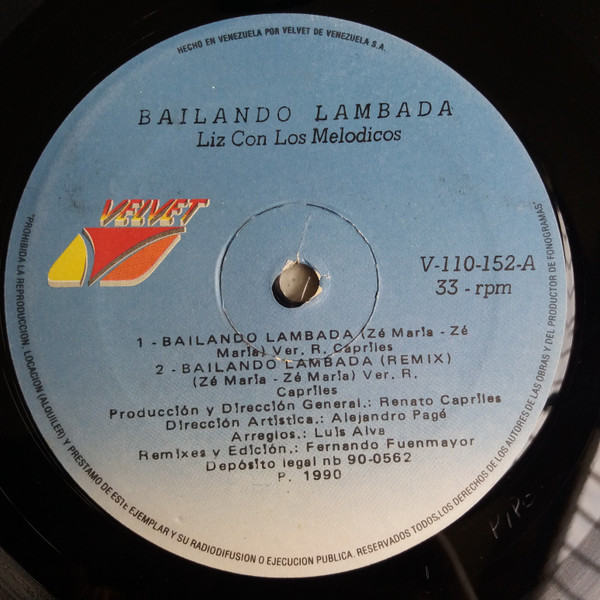 HECHO EN VENEZUELA POR VELVET DE VENEZUELA S.A.
BAILANDO LAMBADA
Liz Con Los Melodicos
VELVET
V-110-152-A
33 - rpm
1 - BAILANDO LAMBADA (Zé Maria - Zé
Maria) Ver. R. Capriles
2 - BAILANDO LAMBADA (REMIX)
(Zé Maria - Zé Maria) Ver. R.
Capriles
Producción y Dirección General.: Renato Capriles
Dirección Artística.: Alejandro Pagé
Arreglos.: Luis Alva
Remixes y Edición.: Fernando Fuenmayor
Depósito legal nb 90-0562
P. 1990
"PROHIBIDA LA REPRODUCCION, LOCACION (ALQUILER) Y PRESTAMO DE ESTE EJEMPLAR Y SU RADIODIFUSION O EJECUCION PUBLICA. RESERVADOS TODOS LOS DERECHOS DE LOS AUTORES DE LAS OBRAS Y DEL PRODUCTOR DE FONOGRAMAS"